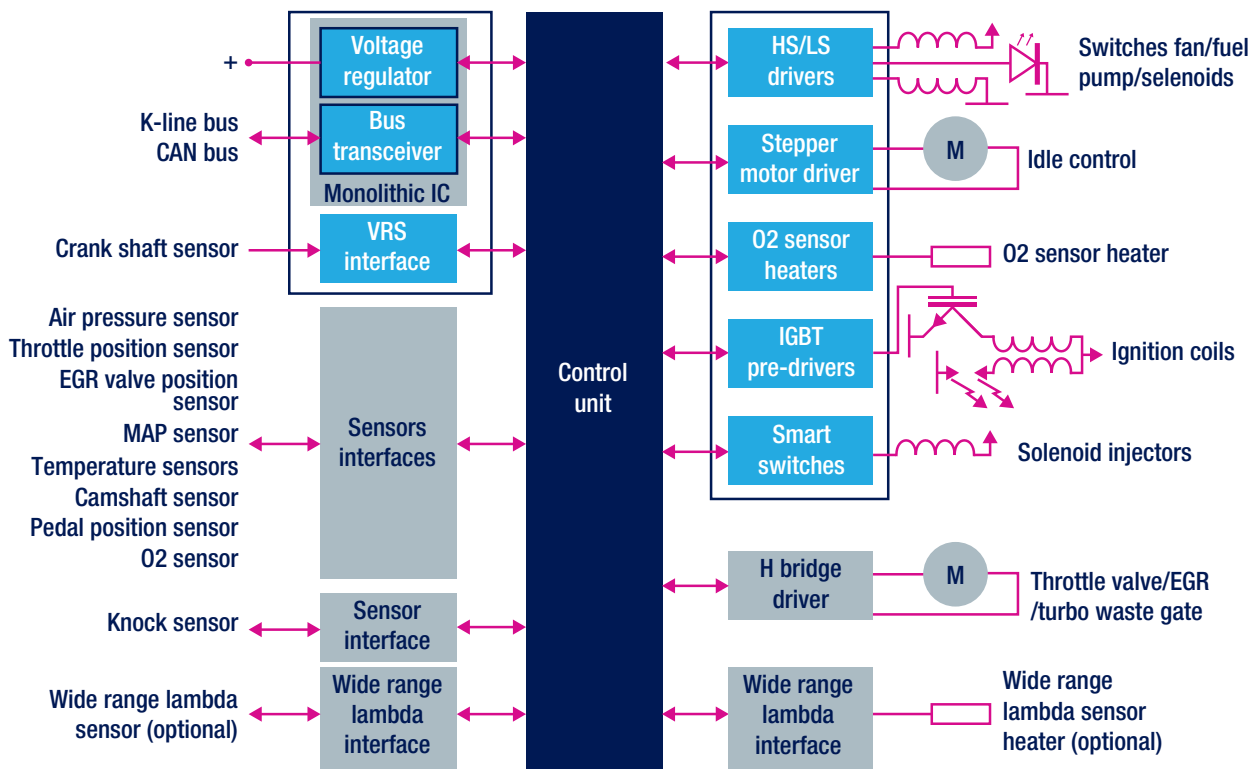 +
Voltage
regulator
K-line bus
CAN bus
Bus
transceiver
Monolithic IC
Crank shaft sensor
VRS
interface
Air pressure sensor
Throttle position sensor
EGR valve position
sensor
MAP sensor
Temperature sensors
Camshaft sensor
Pedal position sensor
O2 sensor
Sensors
interfaces
Knock sensor
Sensor
interface
Wide range lambda
sensor (optional)
Wide range
lambda
interface
Control
unit
HS/LS
drivers
Switches fan/fuel
pump/selenoids
Stepper
motor driver
M
Idle control
O2 sensor
heaters
O2 sensor heater
IGBT
pre-drivers
Ignition coils
Smart
switches
Solenoid injectors
H bridge
driver
M
Throttle valve/EGR
/turbo waste gate
Wide range
lambda
interface
Wide range
lambda sensor
heater (optional)